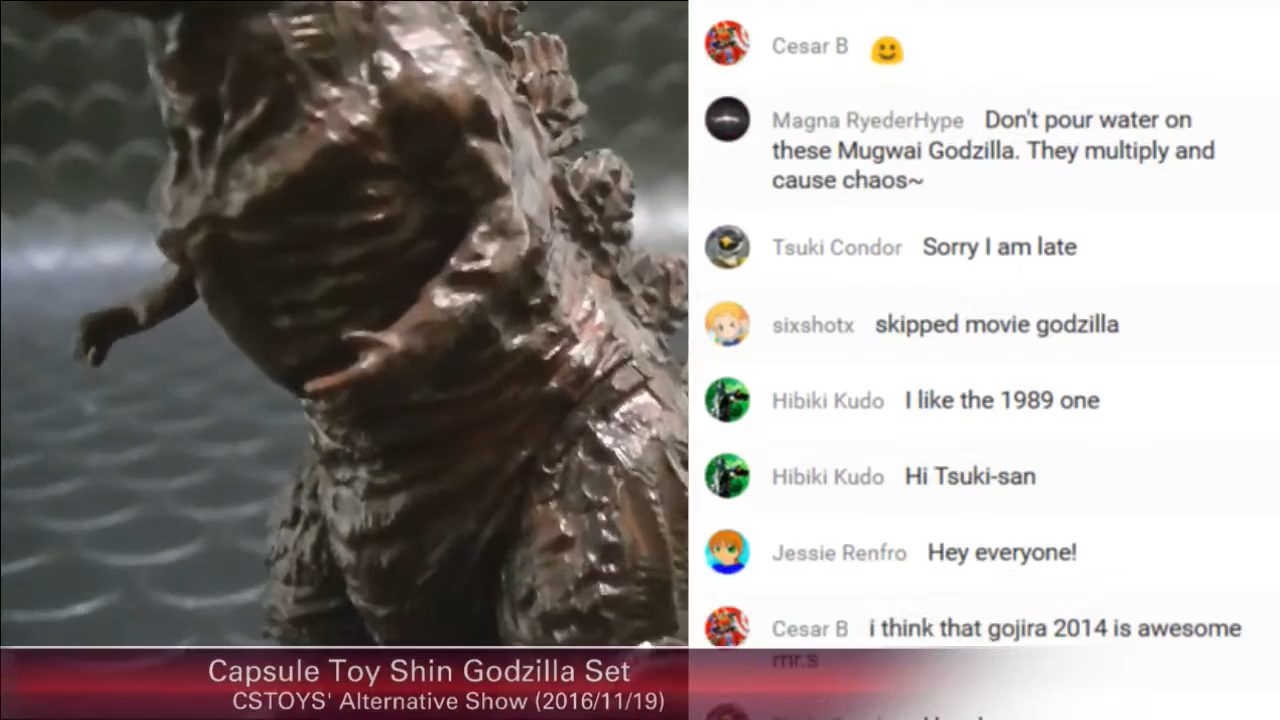 Cesar B
Magna RyederHype Don't pour water on
these Mugwai Godzilla. They multiply and
cause chaos~
Tsuki Condor Sorry I am late
sixshotx skipped movie godzilla
Hibiki Kudo I like the 1989 one
Hibiki Kudo Hi Tsuki-san
Jessie Renfro Hey everyone!
Cesar B i think that gojira 2014 is awesome
mr.s
Capsule Toy Shin Godzilla Set
CSTOYS' Alternative Show (2016/11/19)